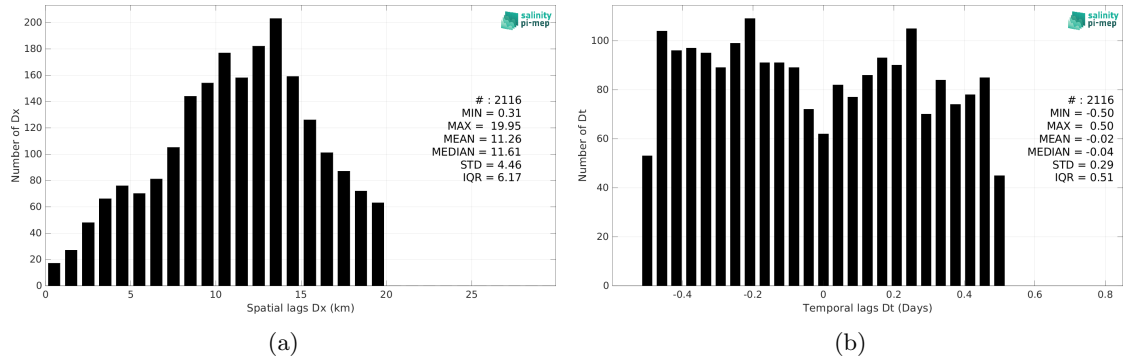 200
180
160
140
120
100
80
60
40
20
0
Number of Dx
salinity
pi-mep
# : 2116
MIN = 0.31
MAX = 19.95
MEAN = 11.26
MEDIAN = 11.61
STD = 4.46
IQR = 6.17
0 5 10 15 20 25
Spatial lags Dx (km)
(a)
100
80
60
40
20
0
Number of Dt
salinity
pi-mep
# : 2116
MIN = -0.50
MAX = 0.50
MEAN = -0.02
MEDIAN = -0.04
STD = 0.29
IQR = 0.51
-0.4 -0.2 0 0.2 0.4 0.6 0.8
Temporal lags Dt (Days)
(b)